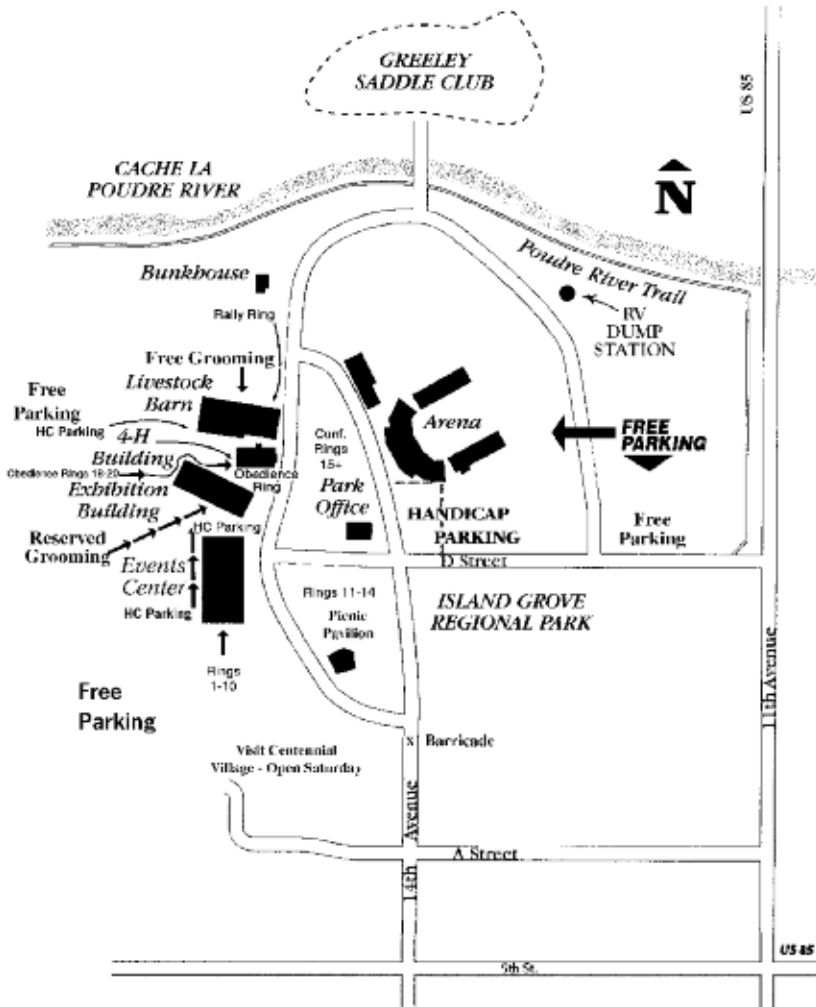 GREELEY
SADDLE CLUB
US 85
CACHE LA
POUDRE RIVER
N
Bunkhouse
Poudre River Trail
Rally Ring
RV
DUMP
STATION
Free Grooming
Livestock
Barn
Free
Parking
HC Parking
4-H
Building
Obedience Rings 18-20
Obedience
Ring
Exhibition
Building
Conf.
Rings
15+
Park
Office
Arena
FREE
PARKING
HANDICAP
PARKING
Free
Parking
Reserved
Grooming
HC Parking
D Street
Events
Center
HC Parking
Rings 11-14
Picnic
Pavilion
ISLAND GROVE
REGIONAL PARK
Rings
1-10
Free
Parking
11th Avenue
x Barricade
Visit Centennial
Village - Open Saturday
14th Avenue
A Street
US 85
9th St.